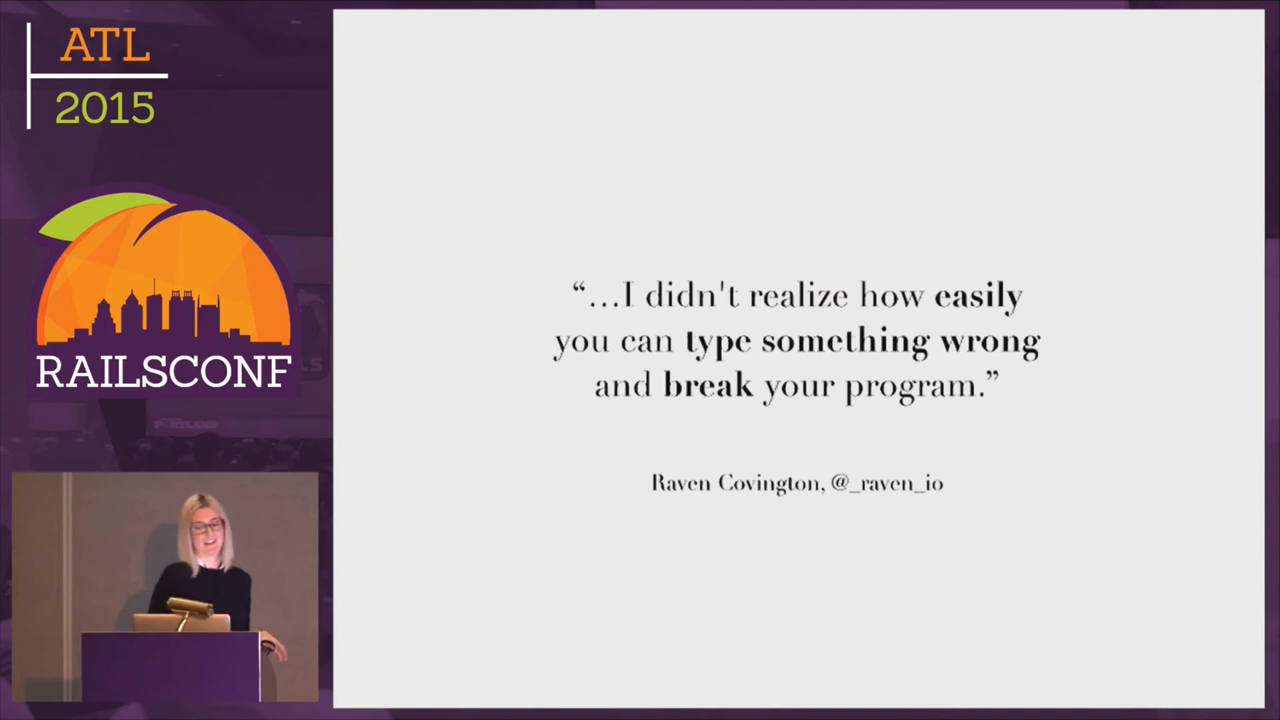 ATL
2015
RAILSCONF
“...I didn't realize how easily
you can type something wrong
and break your program.”
Raven Covington, @_raven_io